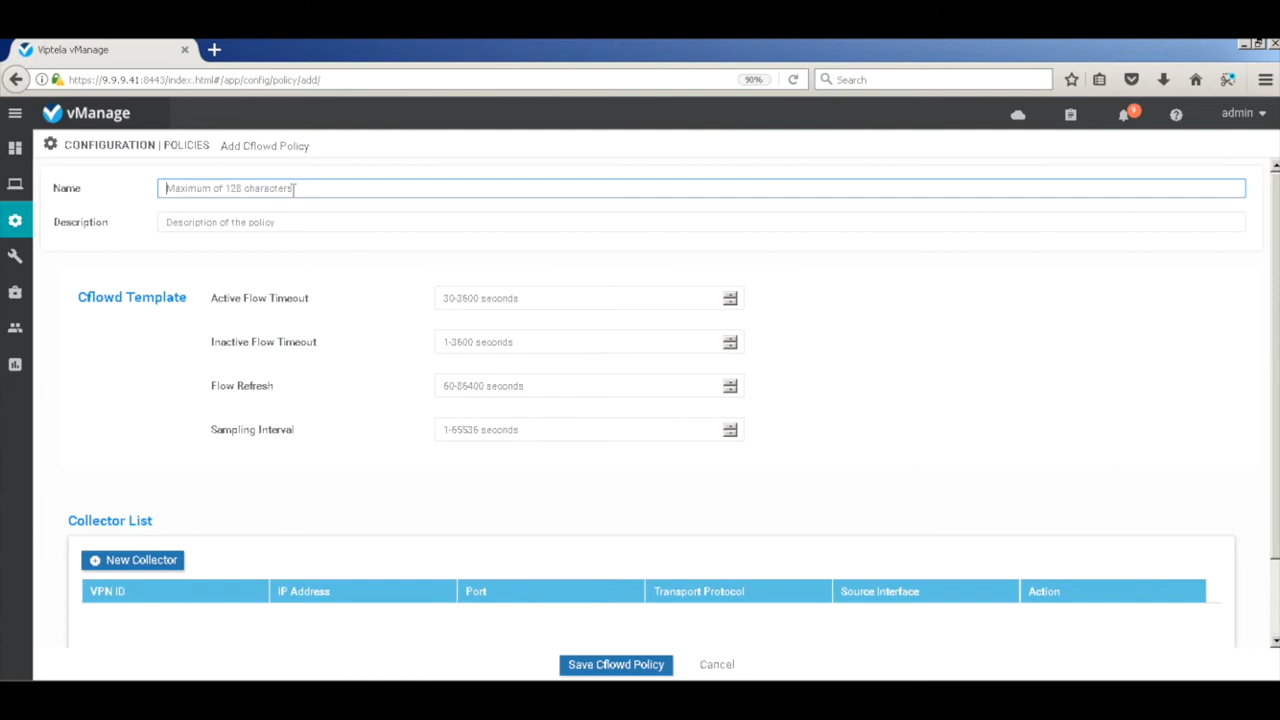 Viptela vManage
https://9.9.9.41:8443/index.html#/app/config/policy/add/
90%
Search
vManage
9
admin
CONFIGURATION | POLICIES Add Cflowd Policy
Name
Maximum of 128 characters
Description
Description of the policy
Cflowd Template
Active Flow Timeout
30-3600 seconds
Inactive Flow Timeout
1-3600 seconds
Flow Refresh
60-86400 seconds
Sampling Interval
1-65536 seconds
Collector List
New Collector
VPN ID
IP Address
Port
Transport Protocol
Source Interface
Action
Save Cflowd Policy
Cancel